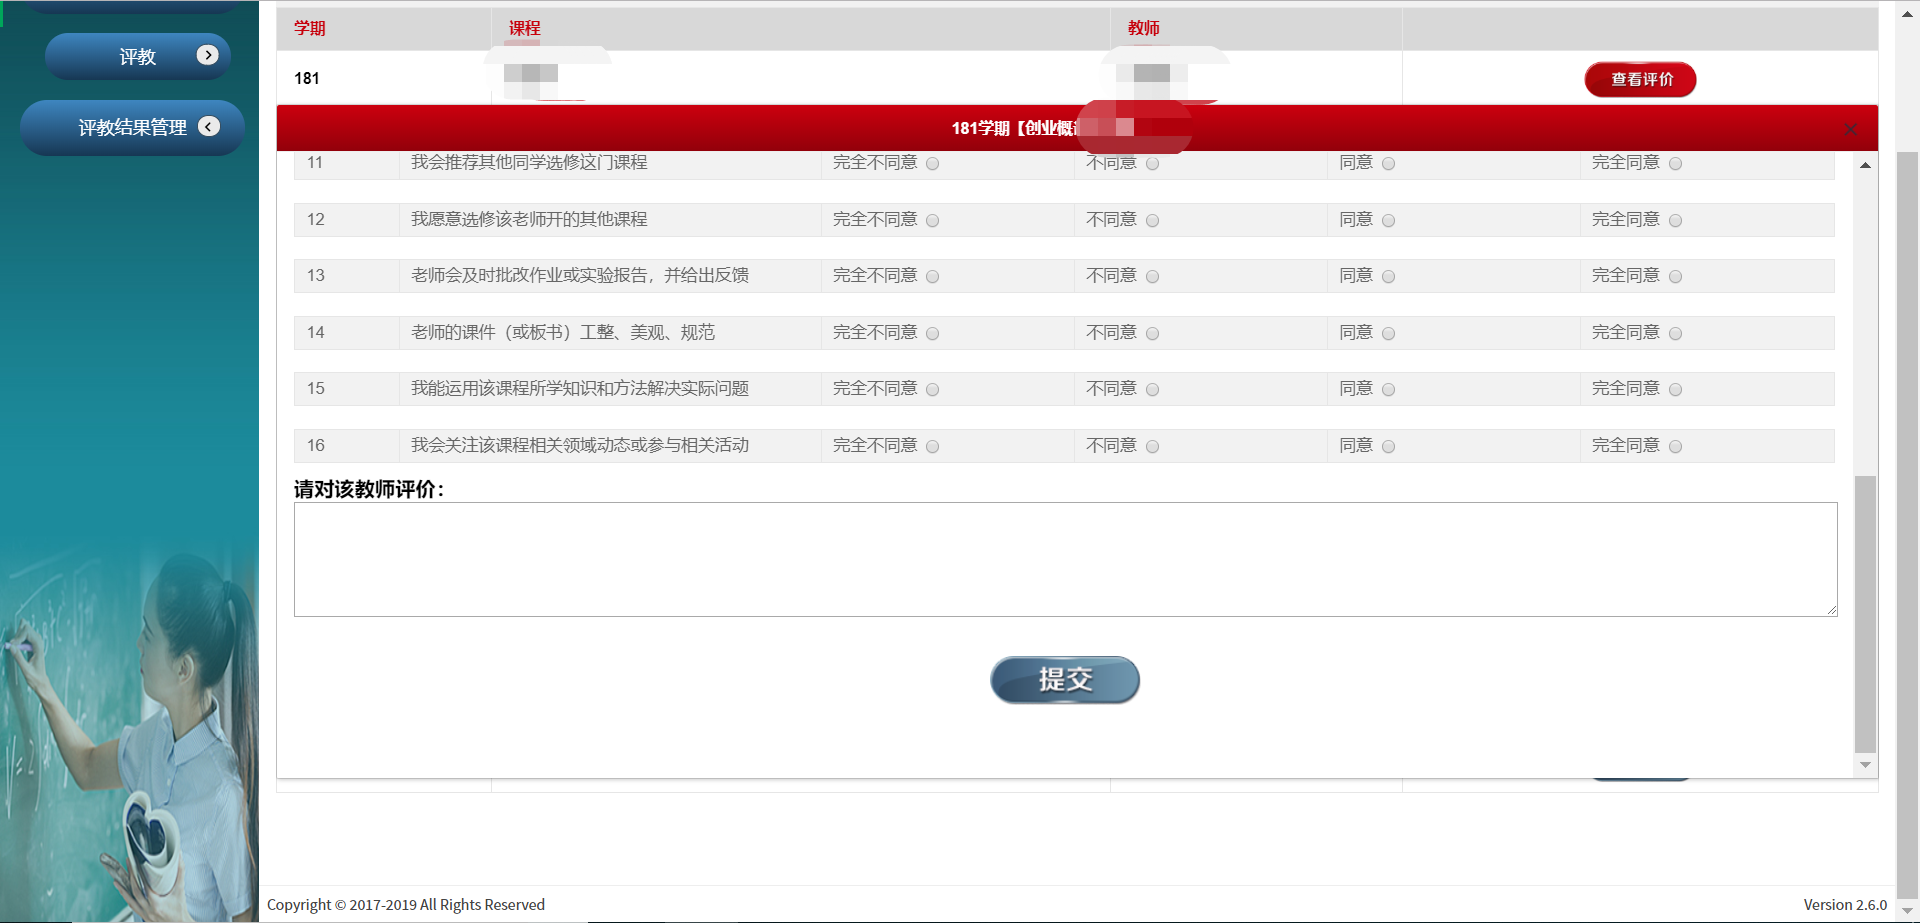 评教
评教结果管理
学期 课程 教师
181 查看评价
181学期【创业概
11 我会推荐其他同学选修这门课程 完全不同意 不同意 同意 完全同意
12 我愿意选修该老师开的其他课程 完全不同意 不同意 同意 完全同意
13 老师会及时批改作业或实验报告，并给出反馈 完全不同意 不同意 同意 完全同意
14 老师的课件（或板书）工整、美观、规范 完全不同意 不同意 同意 完全同意
15 我能运用该课程所学知识和方法解决实际问题 完全不同意 不同意 同意 完全同意
16 我会关注该课程相关领域动态或参与相关活动 完全不同意 不同意 同意 完全同意
请对该教师评价：
提交
Copyright © 2017-2019 All Rights Reserved Version 2.6.0